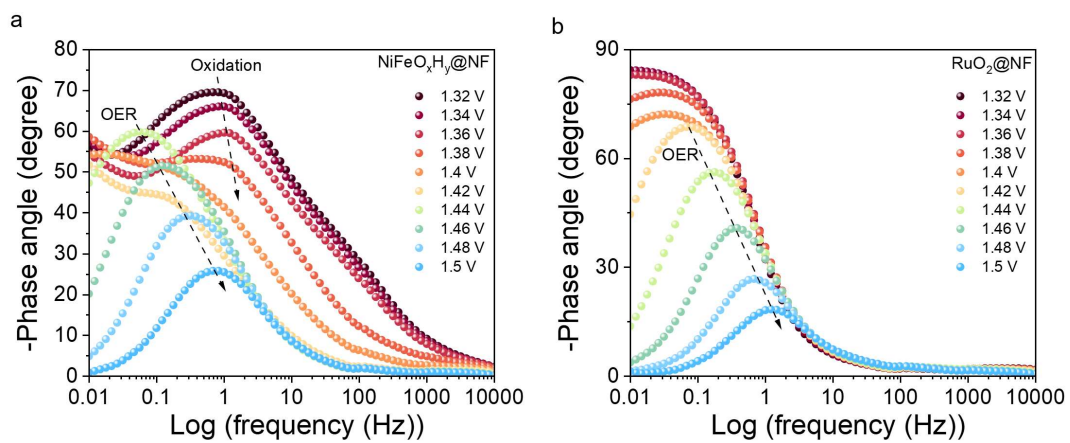 a
80
70
60
50
40
30
20
10
0
-Phase angle (degree)
0.01 0.1 1 10 100 1000 10000
Log (frequency (Hz))
OER
Oxidation
NiFeOₓHᵧ@NF
1.32 V
1.34 V
1.36 V
1.38 V
1.4 V
1.42 V
1.44 V
1.46 V
1.48 V
1.5 V
b
90
60
30
0
-Phase angle (degree)
0.01 0.1 1 10 100 1000 10000
Log (frequency (Hz))
OER
RuO₂@NF
1.32 V
1.34 V
1.36 V
1.38 V
1.4 V
1.42 V
1.44 V
1.46 V
1.48 V
1.5 V